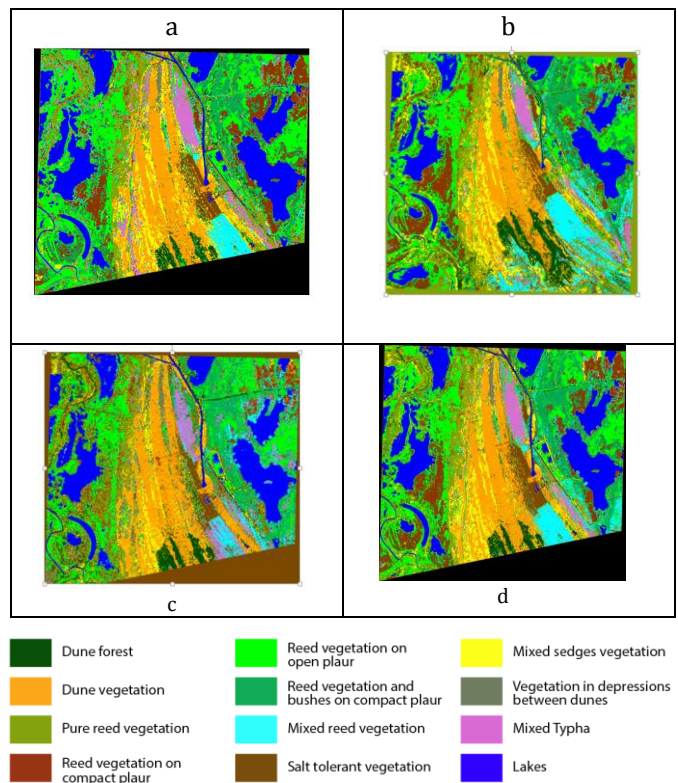 a
b
c
d
Dune forest
Reed vegetation on
open plaur
Mixed sedges vegetation
Dune vegetation
Reed vegetation and
bushes on compact plaur
Vegetation in depressions
between dunes
Pure reed vegetation
Mixed reed vegetation
Mixed Typha
Reed vegetation on
compact plaur
Salt tolerant vegetation
Lakes